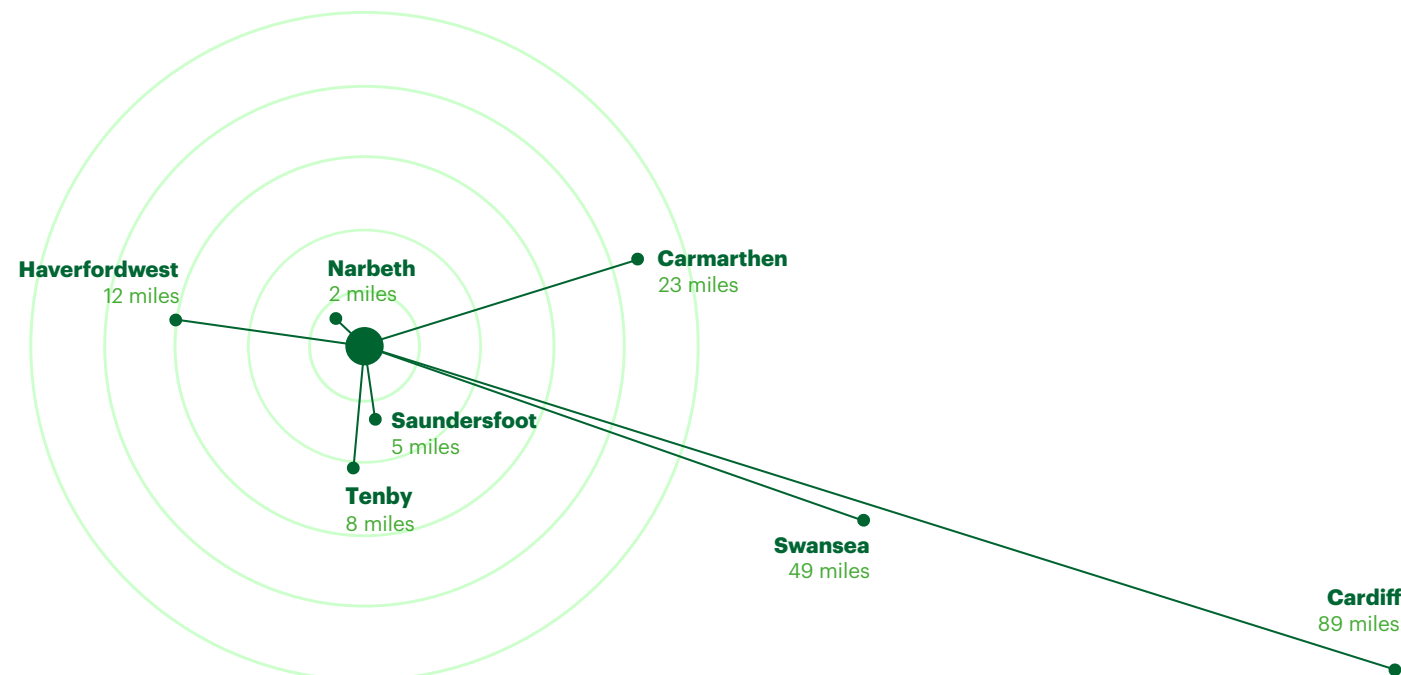 Haverfordwest
12 miles
Narbeth
2 miles
Carmarthen
23 miles
Saundersfoot
5 miles
Tenby
8 miles
Swansea
49 miles
Cardiff
89 miles